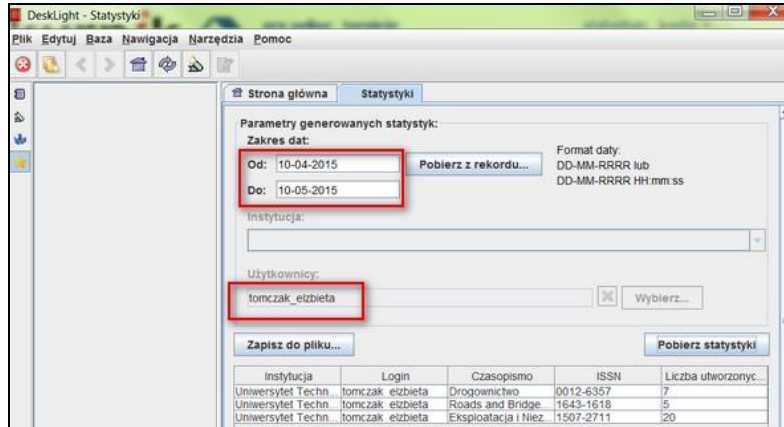 DeskLight - Statystyki
Plik Edytuj Baza Nawigacja Narzędzia Pomoc
Strona główna Statystyki
Parametry generowanych statystyk:
Zakres dat:
Od: 10-04-2015 Pobierz z rekordu... Format daty:
DD-MM-RRRR lub
Do: 10-05-2015 DD-MM-RRRR HH:mm:ss
Instytucja:
Użytkownicy:
tomczak_elzbieta Wybierz...
Zapisz do pliku... Pobierz statystyki
Instytucja Login Czasopismo ISSN Liczba utworzonyc...
Uniwersytet Techn... tomczak_elzbieta Drogownictwo 0012-6357 7
Uniwersytet Techn... tomczak_elzbieta Roads and Bridge... 1643-1618 5
Uniwersytet Techn... tomczak_elzbieta Eksploatacja i Niez... 1507-2711 20